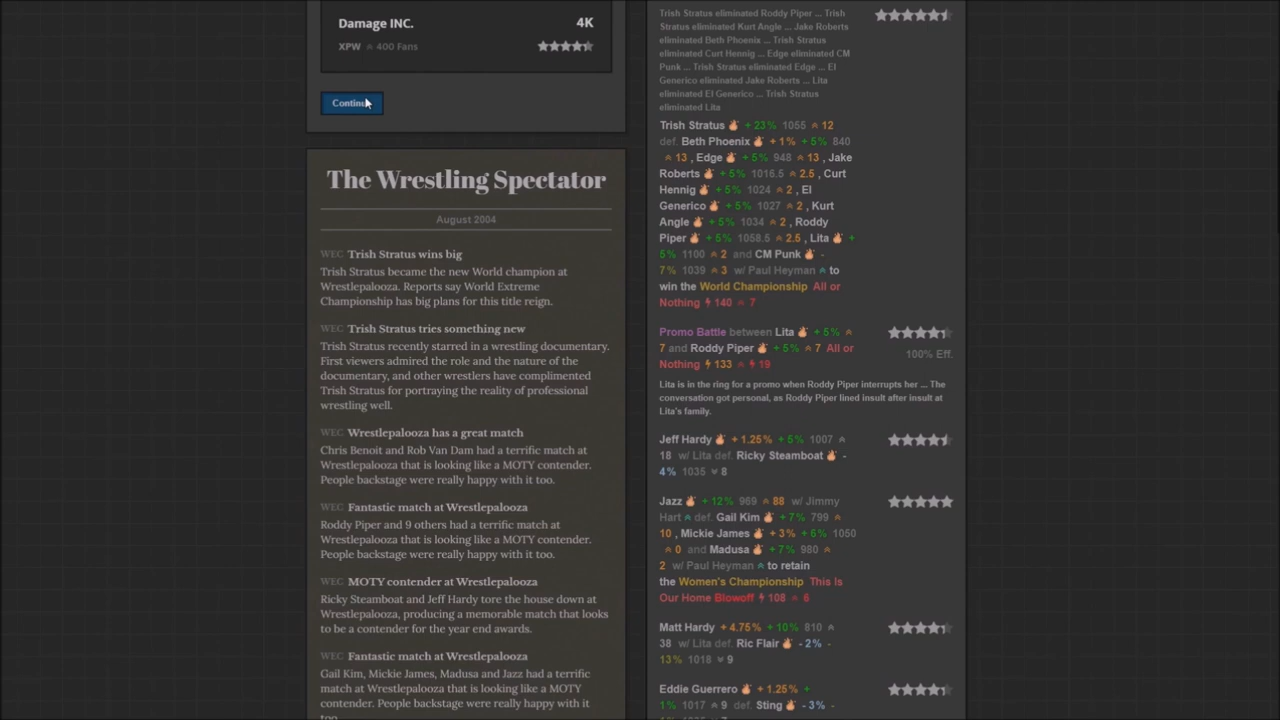 Damage INC. 4K
XPW 400 Fans
Continu
The Wrestling Spectator
August 2004
WEC Trish Stratus wins big
Trish Stratus became the new World champion at
Wrestlepalooza. Reports say World Extreme
Championship has big plans for this title reign.
WEC Trish Stratus tries something new
Trish Stratus recently starred in a wrestling documentary.
First viewers admired the role and the nature of the
documentary, and other wrestlers have complimented
Trish Stratus for portraying the reality of professional
wrestling well.
WEC Wrestlepalooza has a great match
Chris Benoit and Rob Van Dam had a terrific match at
Wrestlepalooza that is looking like a MOTY contender.
People backstage were really happy with it too.
WEC Fantastic match at Wrestlepalooza
Roddy Piper and 9 others had a terrific match at
Wrestlepalooza that is looking like a MOTY contender.
People backstage were really happy with it too.
WEC MOTY contender at Wrestlepalooza
Ricky Steamboat and Jeff Hardy tore the house down at
Wrestlepalooza, producing a memorable match that looks
to be a contender for the year end awards.
WEC Fantastic match at Wrestlepalooza
Gail Kim, Mickie James, Madusa and Jazz had a terrific
match at Wrestlepalooza that is looking like a MOTY
contender. People backstage were really happy with it
Trish Stratus eliminated Roddy Piper ... Trish
Stratus eliminated Kurt Angle ... Jake Roberts
eliminated Beth Phoenix ... Trish Stratus
eliminated Curt Hennig ... Edge eliminated CM
Punk ... Trish Stratus eliminated Edge ... El
Generico eliminated Jake Roberts ... Lita
eliminated El Generico ... Trish Stratus
eliminated Lita
Trish Stratus + 23% 1055 12
def. Beth Phoenix + 1% + 5% 840
13 , Edge + 5% 948 13 , Jake
Roberts + 5% 1016.5 2.5 , Curt
Hennig + 5% 1024 2 , El
Generico + 5% 1027 2 , Kurt
Angle + 5% 1034 2 , Roddy
Piper + 5% 1058.5 2.5 , Lita +
5% 1100 2 and CM Punk -
7% 1039 3 w/ Paul Heyman to
win the World Championship All or
Nothing 140 7
Promo Battle between Lita + 5%
7 and Roddy Piper + 5% 7 All or
Nothing 133 19
100% Eff.
Lita is in the ring for a promo when Roddy Piper interrupts her ... The
conversation got personal, as Roddy Piper lined insult after insult at
Lita's family.
Jeff Hardy + 1.25% + 5% 1007
18 w/ Lita def. Ricky Steamboat -
4% 1035 8
Jazz + 12% 969 88 w/ Jimmy
Hart def. Gail Kim + 7% 799
10 , Mickie James + 3% + 6% 1050
0 and Madusa + 7% 980
2 w/ Paul Heyman to retain
the Women's Championship This Is
Our Home Blowoff 108 6
Matt Hardy + 4.75% + 10% 810
38 w/ Lita def. Ric Flair - 2% -
13% 1018 9
Eddie Guerrero + 1.25% +
1% 1017 9 def. Sting - 3% -